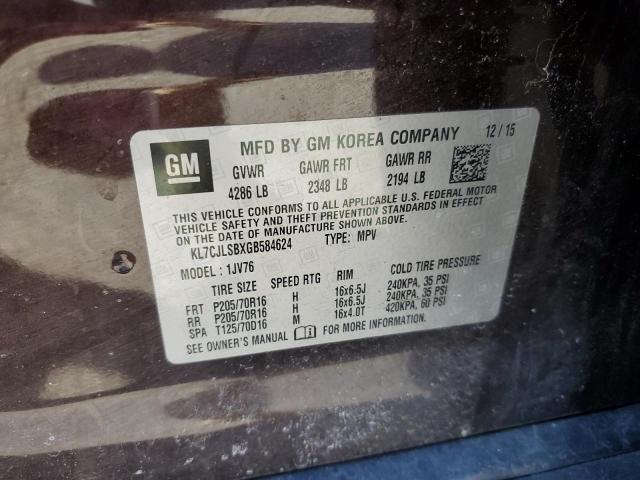 GM
MFD BY GM KOREA COMPANY 12 / 15
GVWR GAWR FRT GAWR RR
4286 LB 2348 LB 2194 LB
THIS VEHICLE CONFORMS TO ALL APPLICABLE U.S. FEDERAL MOTOR
VEHICLE SAFETY AND THEFT PREVENTION STANDARDS IN EFFECT
ON THE DATE OF MANUFACTURE SHOWN ABOVE.
KL7CJLSBXGB584624 TYPE: MPV
MODEL : 1JV76
TIRE SIZE SPEED RTG RIM COLD TIRE PRESSURE
FRT P205/70R16 H 16x6.5J 240KPA, 35 PSI
RR P205/70R16 H 16x6.5J 240KPA, 35 PSI
SPA T125/70D16 M 16x4.0T 420KPA, 60 PSI
SEE OWNER'S MANUAL FOR MORE INFORMATION.